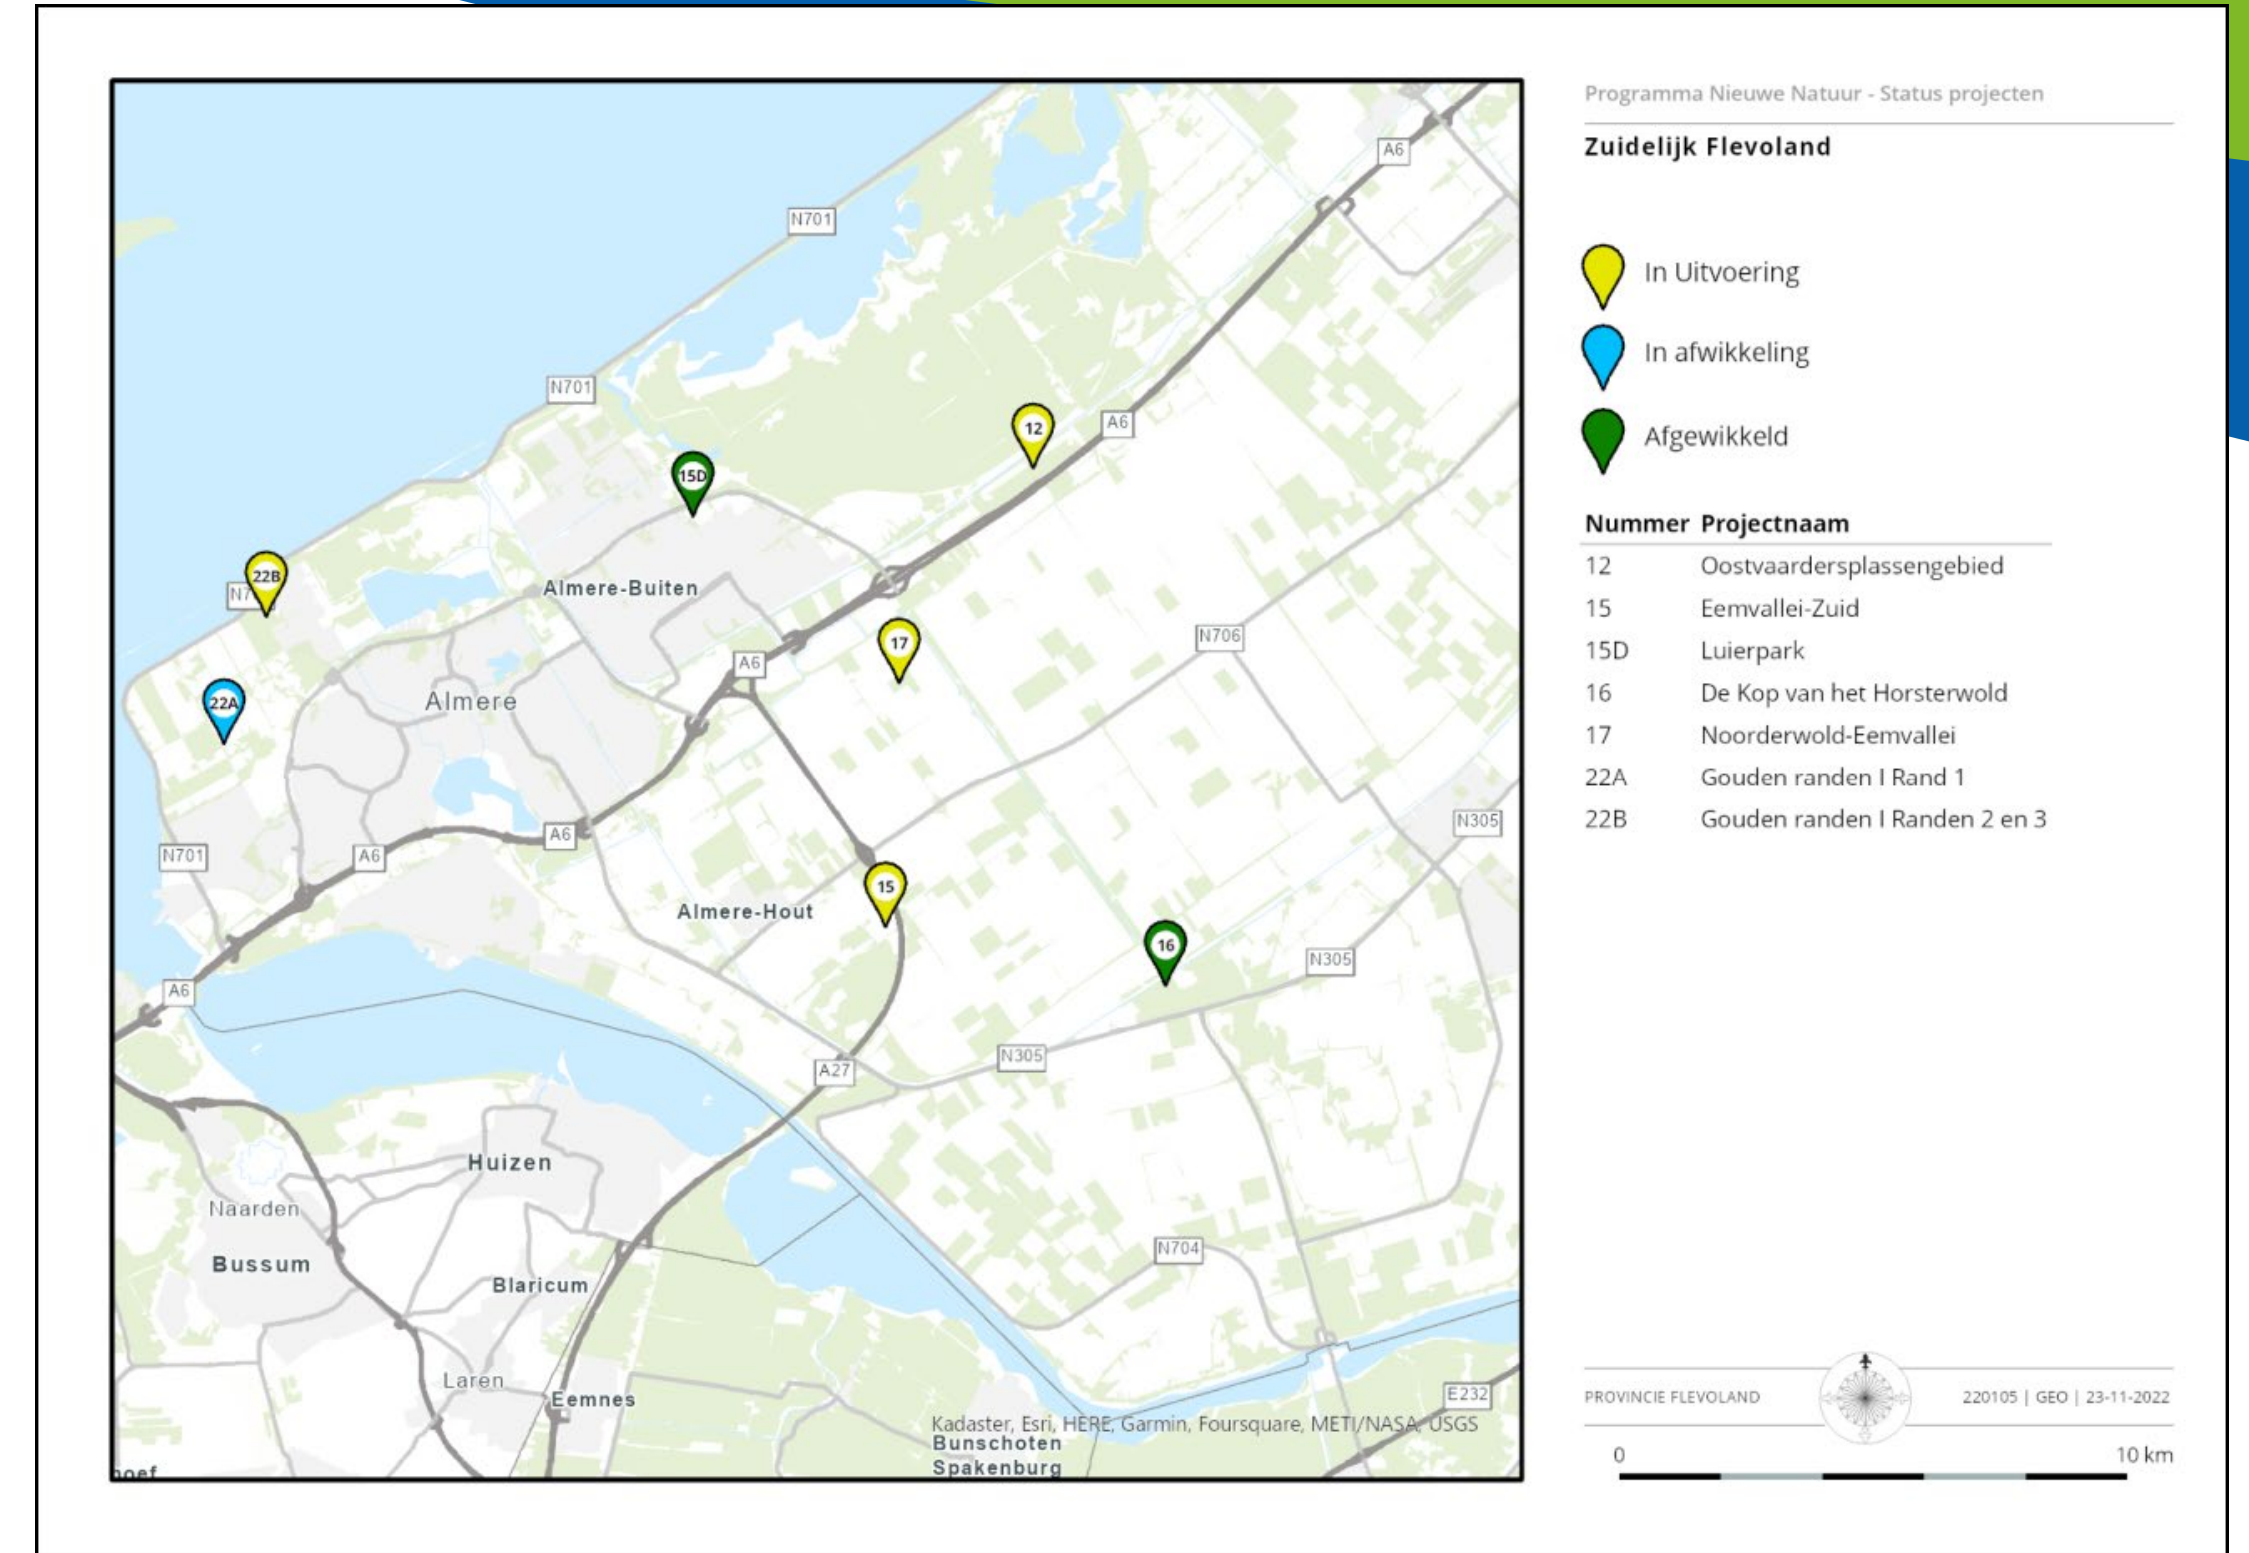 Programma Nieuwe Natuur - Status projecten
Zuidelijk Flevoland
In Uitvoering
In afwikkeling
Afgewikkeld
Nummer Projectnaam
12 Oostvaardersplassengebied
15 Eemvallei-Zuid
15D Luierpark
16 De Kop van het Horsterwold
17 Noorderwold-Eemvallei
22A Gouden randen I Rand 1
22B Gouden randen I Randen 2 en 3
PROVINCIE FLEVOLAND
220105 | GEO | 23-11-2022
0 10 km
A6
N701
N701
12
A6
15D
22B
Almere-Buiten
N706
17
A6
22A
Almere
N305
A6
N701
A6
15
Almere-Hout
16
N305
A6
N305
A27
Huizen
Naarden
N704
Bussum
Blaricum
Laren
Eemnes
E232
Kadaster, Esri, HERE, Garmin, Foursquare, METI/NASA, USGS
Bunschoten
Spakenburg